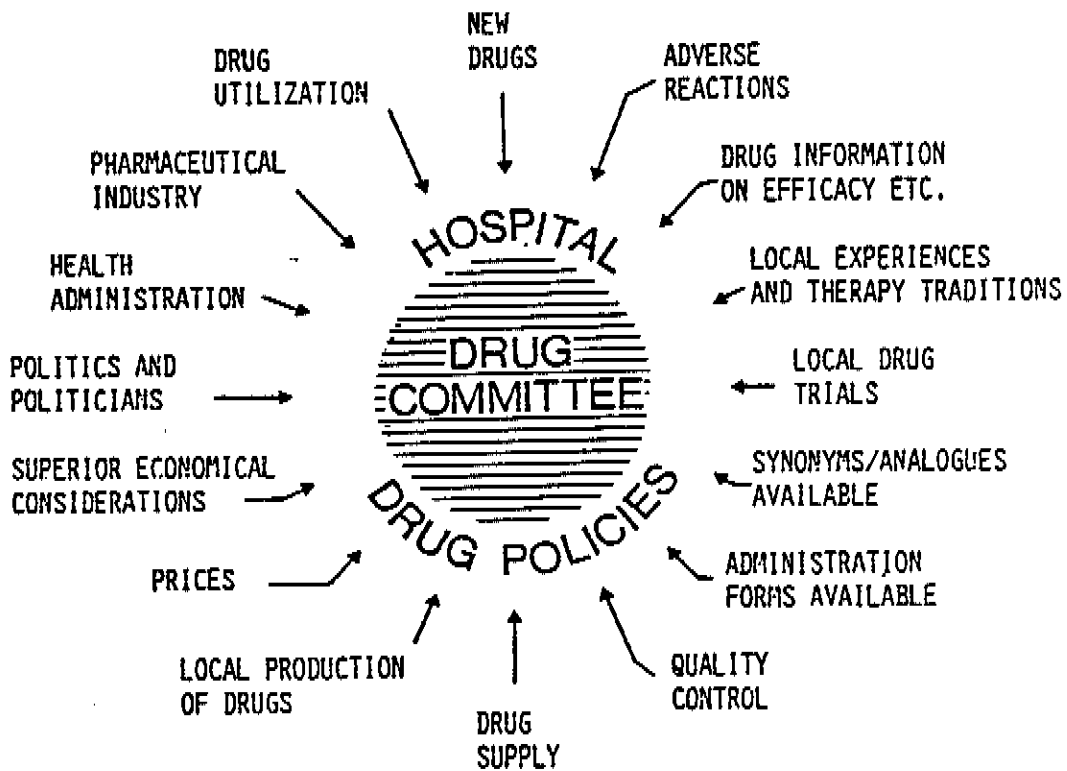 NEW
DRUGS
ADVERSE
REACTIONS
DRUG INFORMATION
ON EFFICACY ETC.
LOCAL EXPERIENCES
AND THERAPY TRADITIONS
LOCAL DRUG
TRIALS
SYNONYMS/ANALOGUES
AVAILABLE
ADMINISTRATION
FORMS AVAILABLE
QUALITY
CONTROL
DRUG
SUPPLY
LOCAL PRODUCTION
OF DRUGS
PRICES
SUPERIOR ECONOMICAL
CONSIDERATIONS
POLITICS AND
POLITICIANS
HEALTH
ADMINISTRATION
PHARMACEUTICAL
INDUSTRY
DRUG
UTILIZATION
HOSPITAL
DRUG
COMMITTEE
DRUG POLICIES